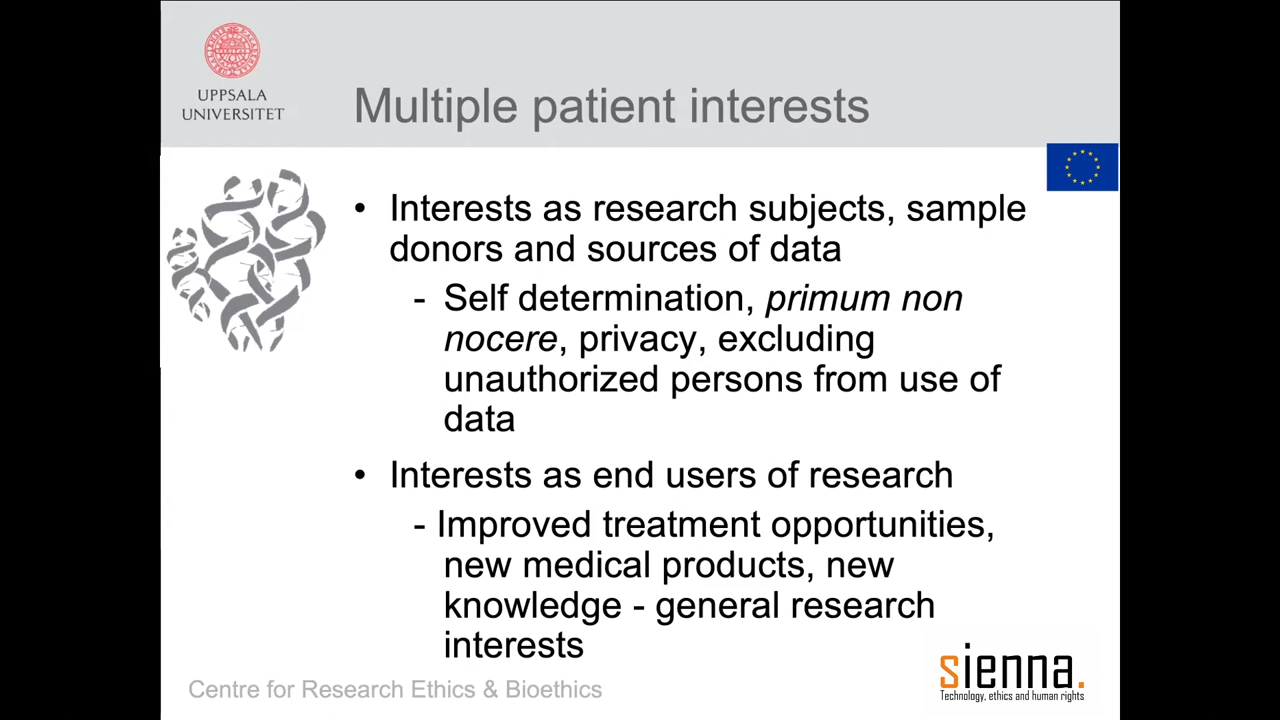 UPPSALA
UNIVERSITET
Multiple patient interests
• Interests as research subjects, sample
donors and sources of data
- Self determination, primum non
nocere, privacy, excluding
unauthorized persons from use of
data
• Interests as end users of research
- Improved treatment opportunities,
new medical products, new
knowledge - general research
interests
sienna.
Technology, ethics and human rights
Centre for Research Ethics & Bioethics